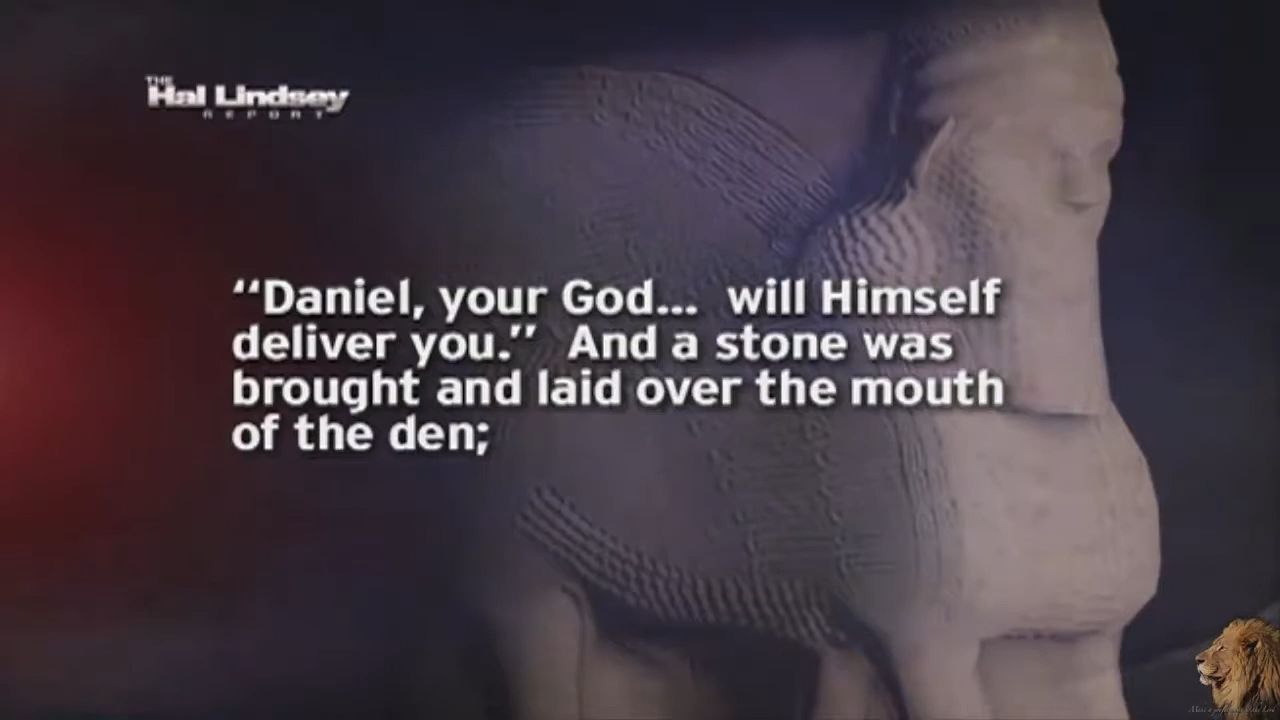 THE
Hal Lindsey
REPORT
“Daniel, your God...  will Himself
deliver you.”  And a stone was
brought and laid over the mouth
of the den;